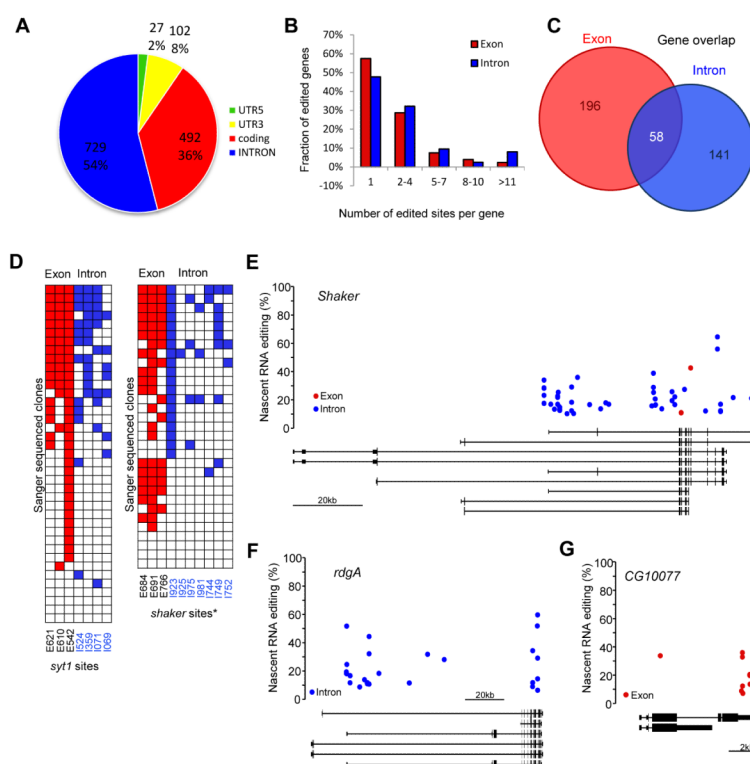 A
27
2%
102
8%
492
36%
729
54%
UTR5
UTR3
coding
INTRON
B
Fraction of edited genes
70%
60%
50%
40%
30%
20%
10%
0%
-10%
1 2-4 5-7 8-10 >11
Number of edited sites per gene
Exon
Intron
C
Exon
Gene overlap
Intron
196
58
141
D
Exon Intron
Sanger sequenced clones
E621 E610 E542 I524 I359 I071 I069
syt1 sites
Exon Intron
Sanger sequenced clones
E684 E691 E766 I923 I925 I975 I981 I744 I749 I752
shaker sites*
E
Nascent RNA editing (%)
100
80
60
40
20
0
Shaker
Exon
Intron
20kb
F
Nascent RNA editing (%)
100
80
60
40
20
0
rdgA
Intron
20kb
G
Nascent RNA editing (%)
100
80
60
40
20
0
CG10077
Exon